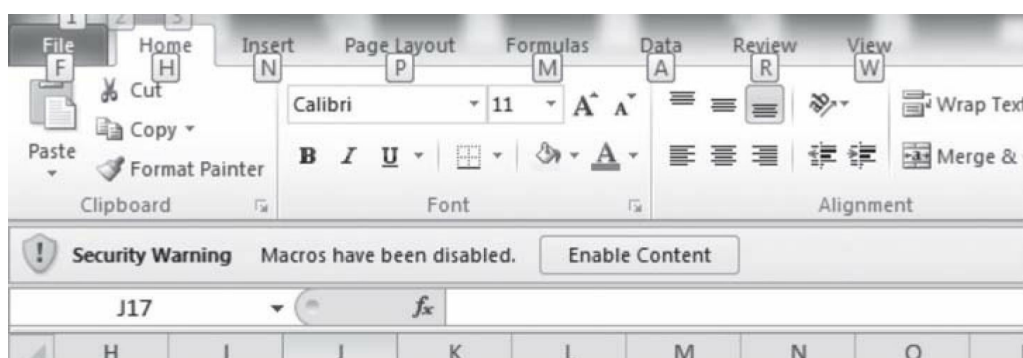 1 2 3
File Home Insert Page Layout Formulas Data Review View
F H N P M A R W
Cut
Calibri 11 A A Wrap Text
Copy
Paste B I U A Merge &
Format Painter
Clipboard Font Alignment
! Security Warning Macros have been disabled. Enable Content
J17 fx
H I J K L M N O